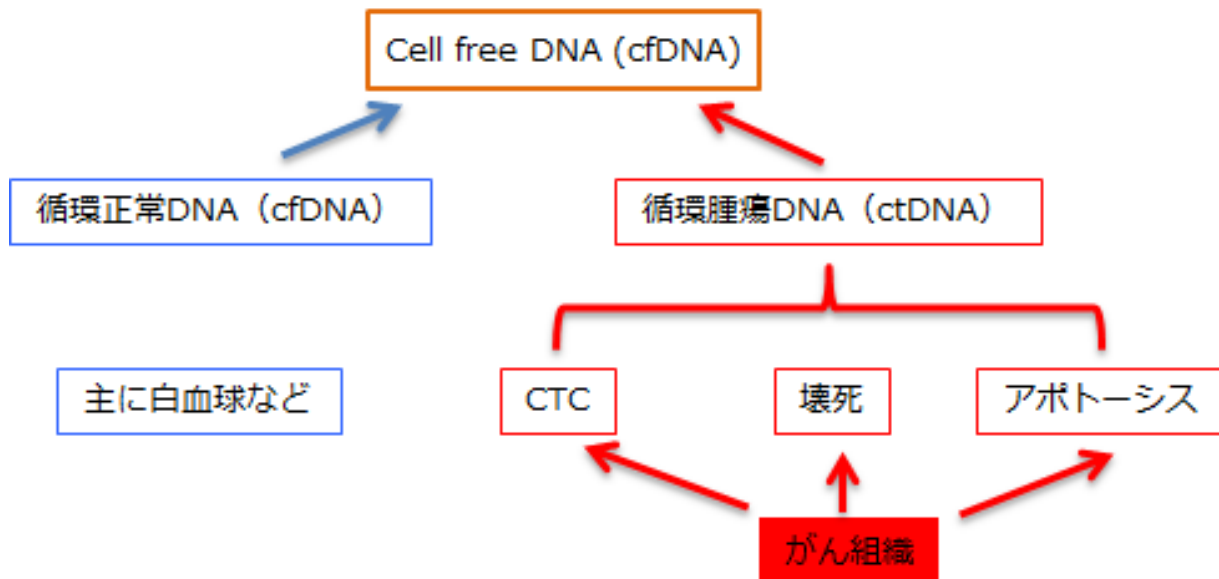 Cell free DNA (cfDNA)
循環正常DNA（cfDNA）
循環腫瘍DNA（ctDNA）
主に白血球など
CTC
壊死
アポトーシス
がん組織